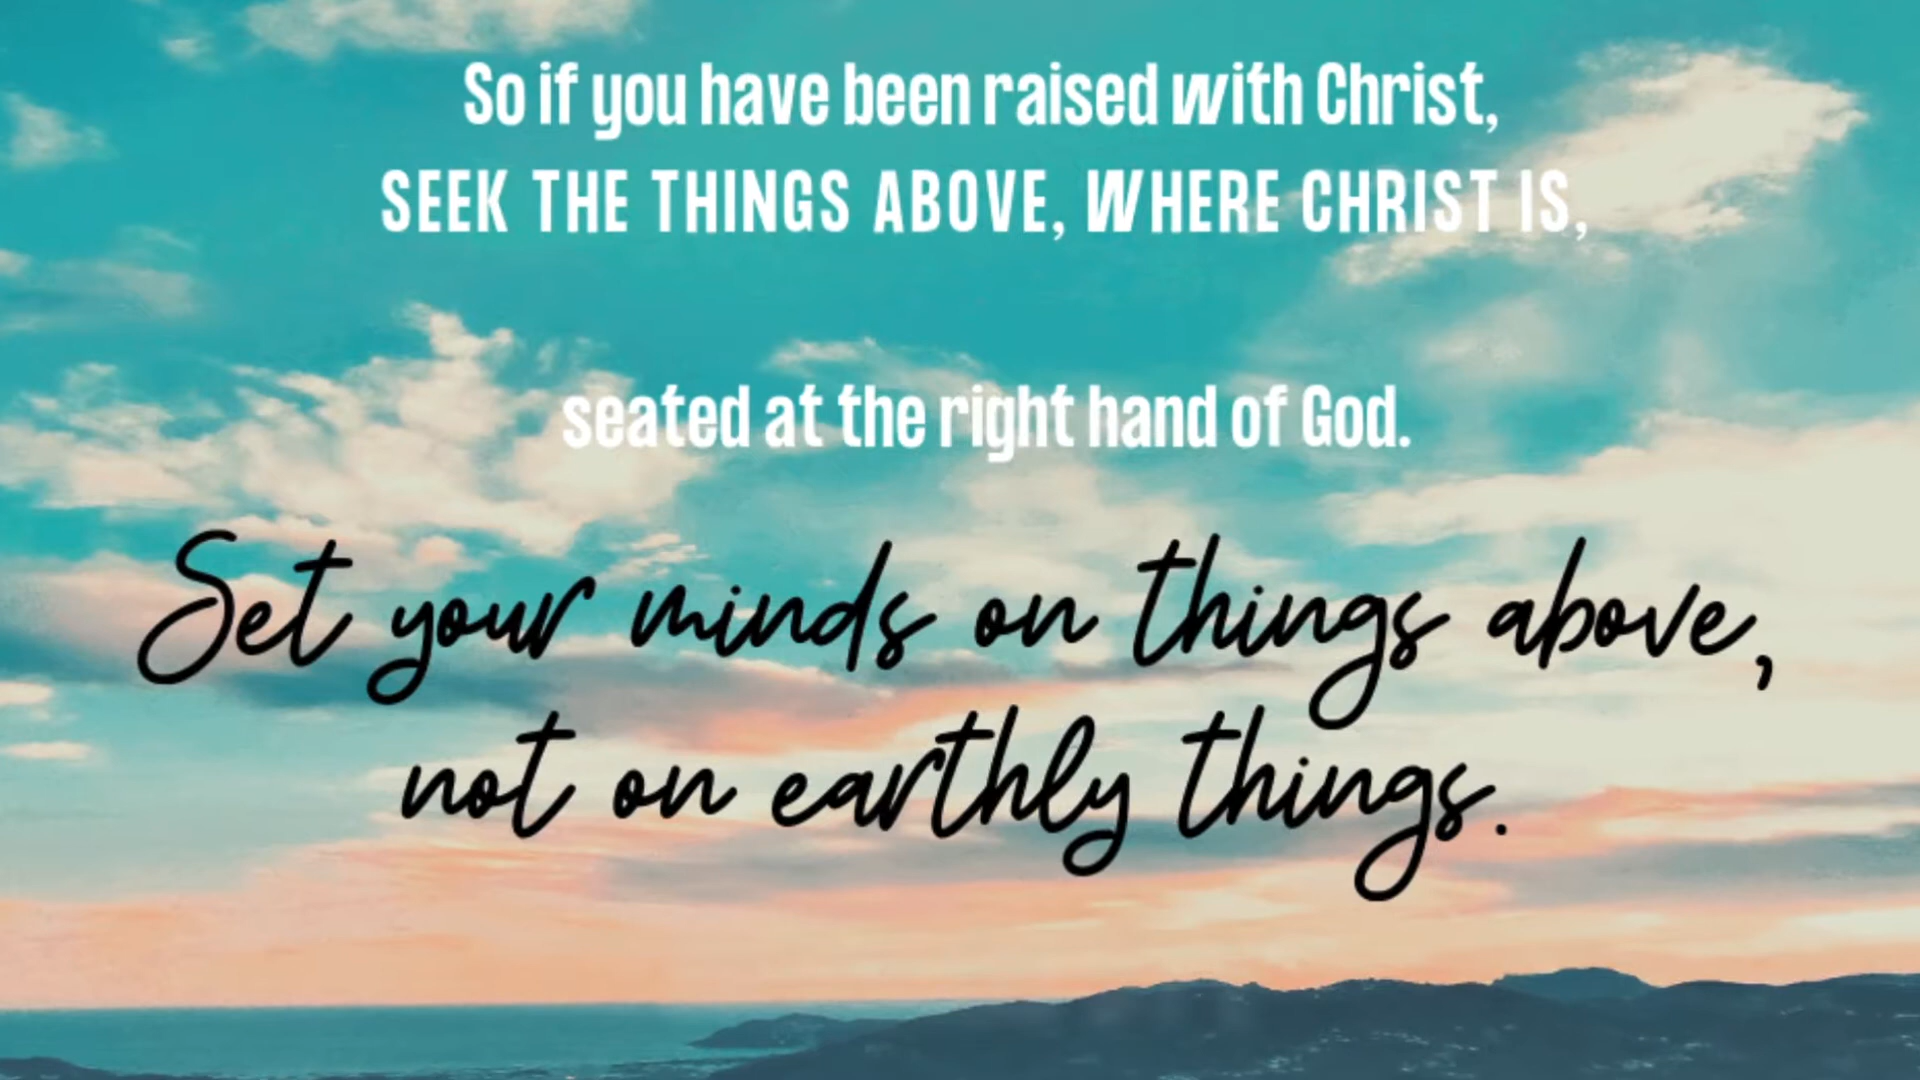 So if you have been raised with Christ,
SEEK THE THINGS ABOVE, WHERE CHRIST IS,
seated at the right hand of God.
Set your minds on things above,
not on earthly things.